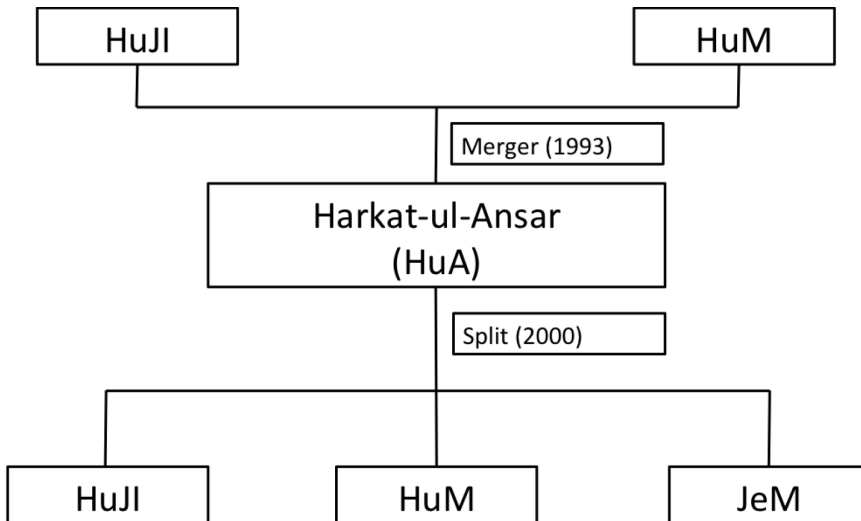 HuJI
HuM
Merger (1993)
Harkat-ul-Ansar
(HuA)
Split (2000)
HuJI
HuM
JeM